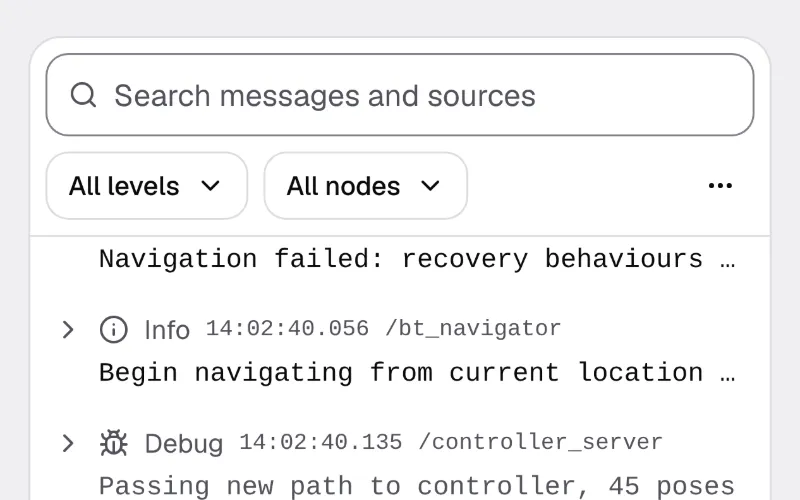 Search messages and sources
All levels
All nodes
Navigation failed: recovery behaviours …
Info 14:02:40.056 /bt_navigator
Begin navigating from current location …
Debug 14:02:40.135 /controller_server
Passing new path to controller, 45 poses